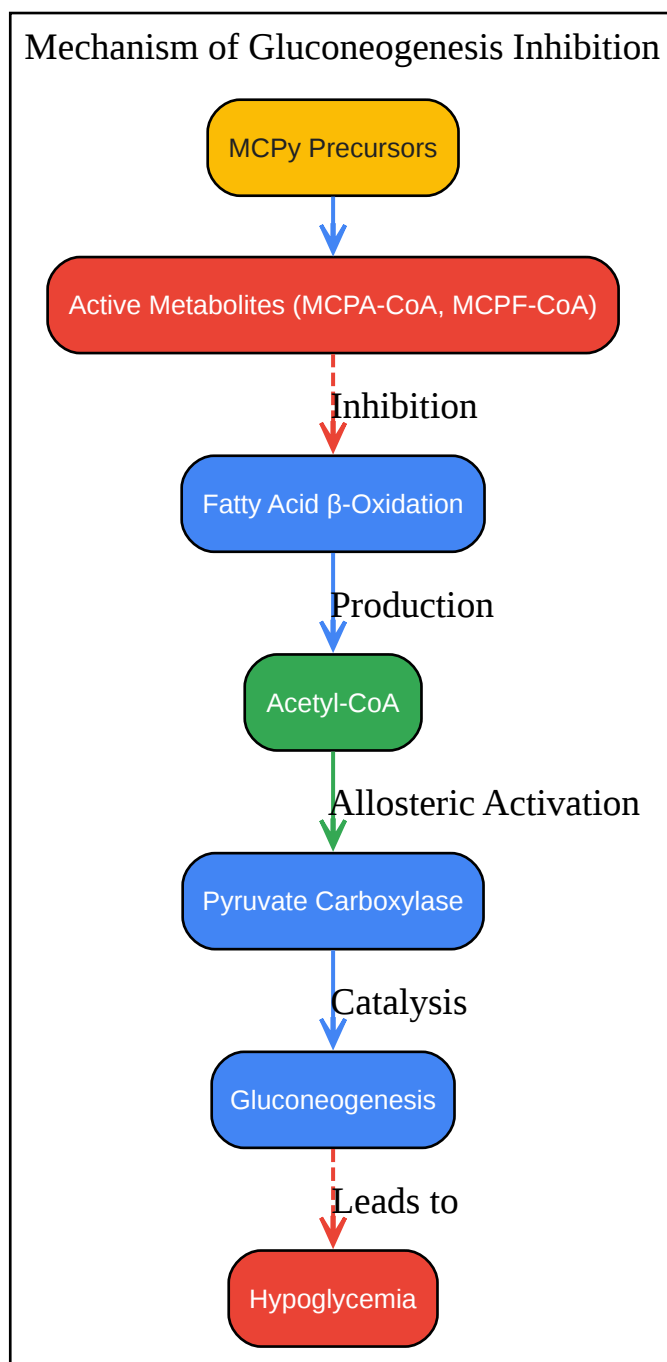 Mechanism of Gluconeogenesis Inhibition
MCPy Precursors
Active Metabolites (MCPA-CoA, MCPF-CoA)
Inhibition
Fatty Acid β-Oxidation
Production
Acetyl-CoA
Allosteric Activation
Pyruvate Carboxylase
Catalysis
Gluconeogenesis
Leads to
Hypoglycemia